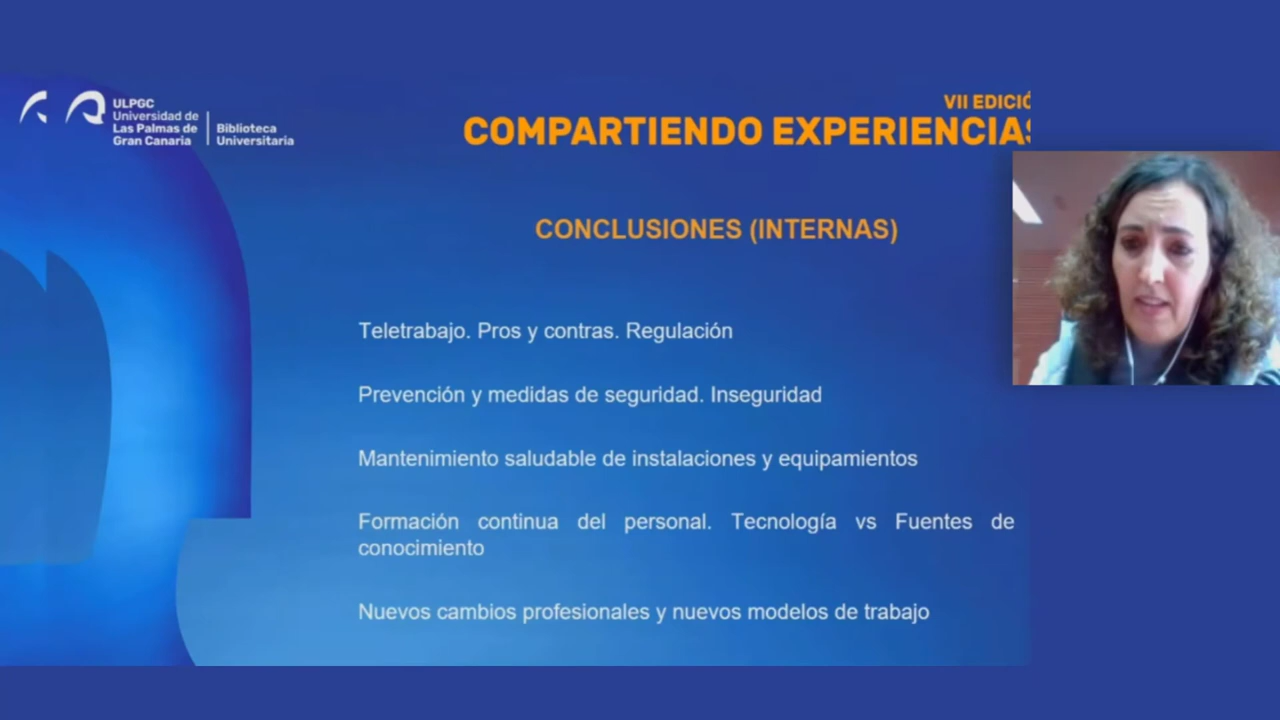 ULPGC
Universidad de
Las Palmas de
Gran Canaria
Biblioteca
Universitaria
VII EDICIÓ
COMPARTIENDO EXPERIENCIAS
CONCLUSIONES (INTERNAS)
Teletrabajo. Pros y contras. Regulación
Prevención y medidas de seguridad. Inseguridad
Mantenimiento saludable de instalaciones y equipamientos
Formación continua del personal. Tecnología vs Fuentes de
conocimiento
Nuevos cambios profesionales y nuevos modelos de trabajo